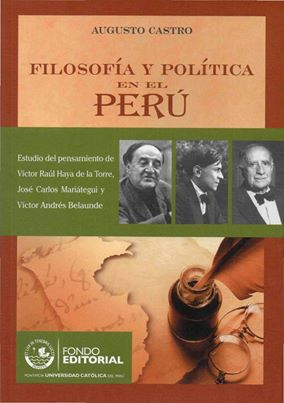 AUGUSTO CASTRO
FILOSOFÍA Y POLÍTICA
EN EL
PERÚ
Estudio del pensamiento de
Víctor Raúl Haya de la Torre,
José Carlos Mariátegui y
Víctor Andrés Belaunde
FONDO
EDITORIAL
PONTIFICIA UNIVERSIDAD CATÓLICA DEL PERÚ